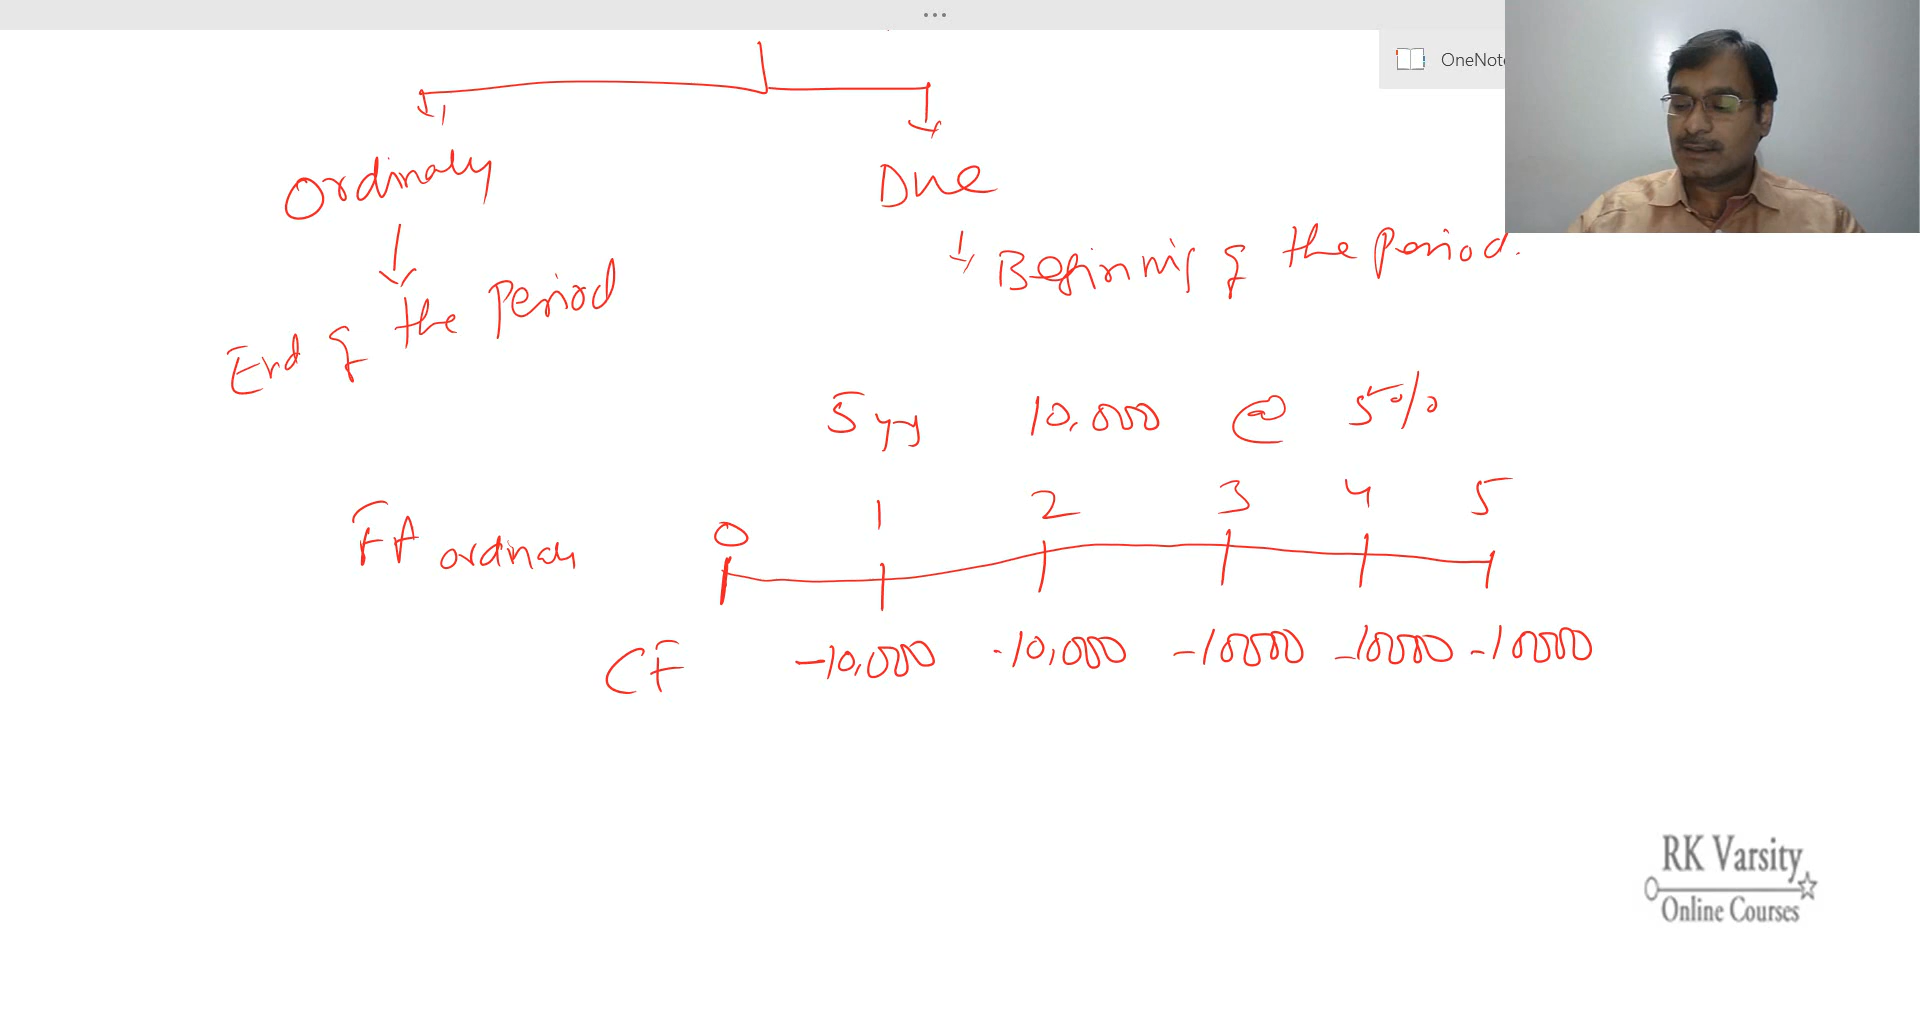 OneNote
Ordinary
Due
End of the Period
Beginning of the Period.
5 yrs 10,000 @ 5%
0 1 2 3 4 5
FA ordinary
CF -10,000 -10,000 -10000 -10000 -10000
RK Varsity
Online Courses